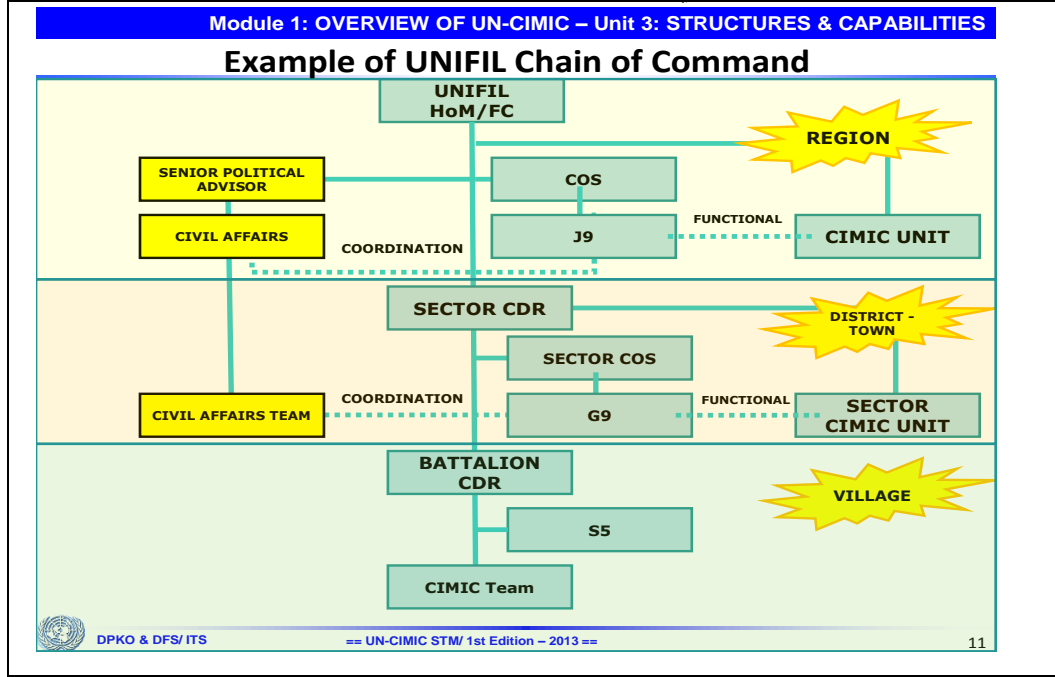 Module 1: OVERVIEW OF UN-CIMIC – Unit 3: STRUCTURES & CAPABILITIES
Example of UNIFIL Chain of Command
UNIFIL
HoM/FC
REGION
SENIOR POLITICAL
ADVISOR
COS
CIVIL AFFAIRS
COORDINATION
J9
FUNCTIONAL
CIMIC UNIT
SECTOR CDR
DISTRICT -
TOWN
SECTOR COS
CIVIL AFFAIRS TEAM
COORDINATION
G9
FUNCTIONAL
SECTOR
CIMIC UNIT
BATTALION
CDR
VILLAGE
S5
CIMIC Team
DPKO & DFS/ ITS
== UN-CIMIC STM/ 1st Edition – 2013 ==
11